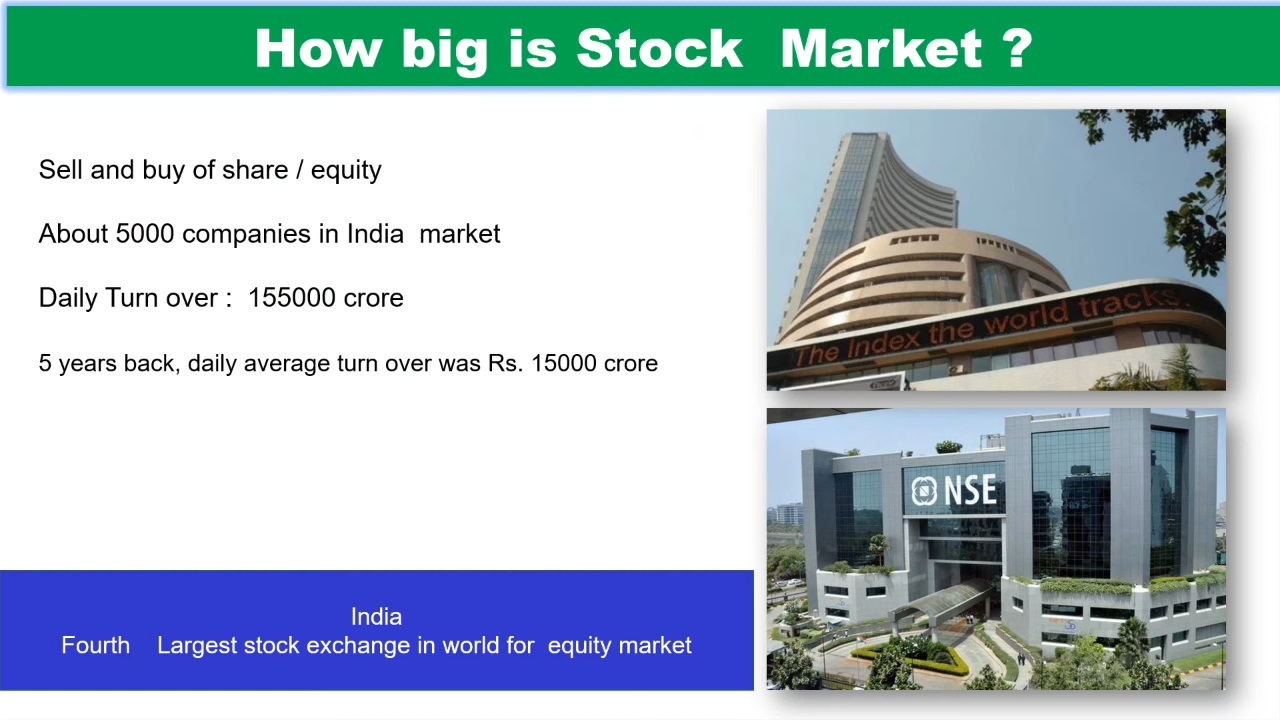 How big is Stock Market ?
Sell and buy of share / equity
About 5000 companies in India market
Daily Turn over : 155000 crore
5 years back, daily average turn over was Rs. 15000 crore
The Index the world tracks.
NSE
India
Fourth Largest stock exchange in world for equity market